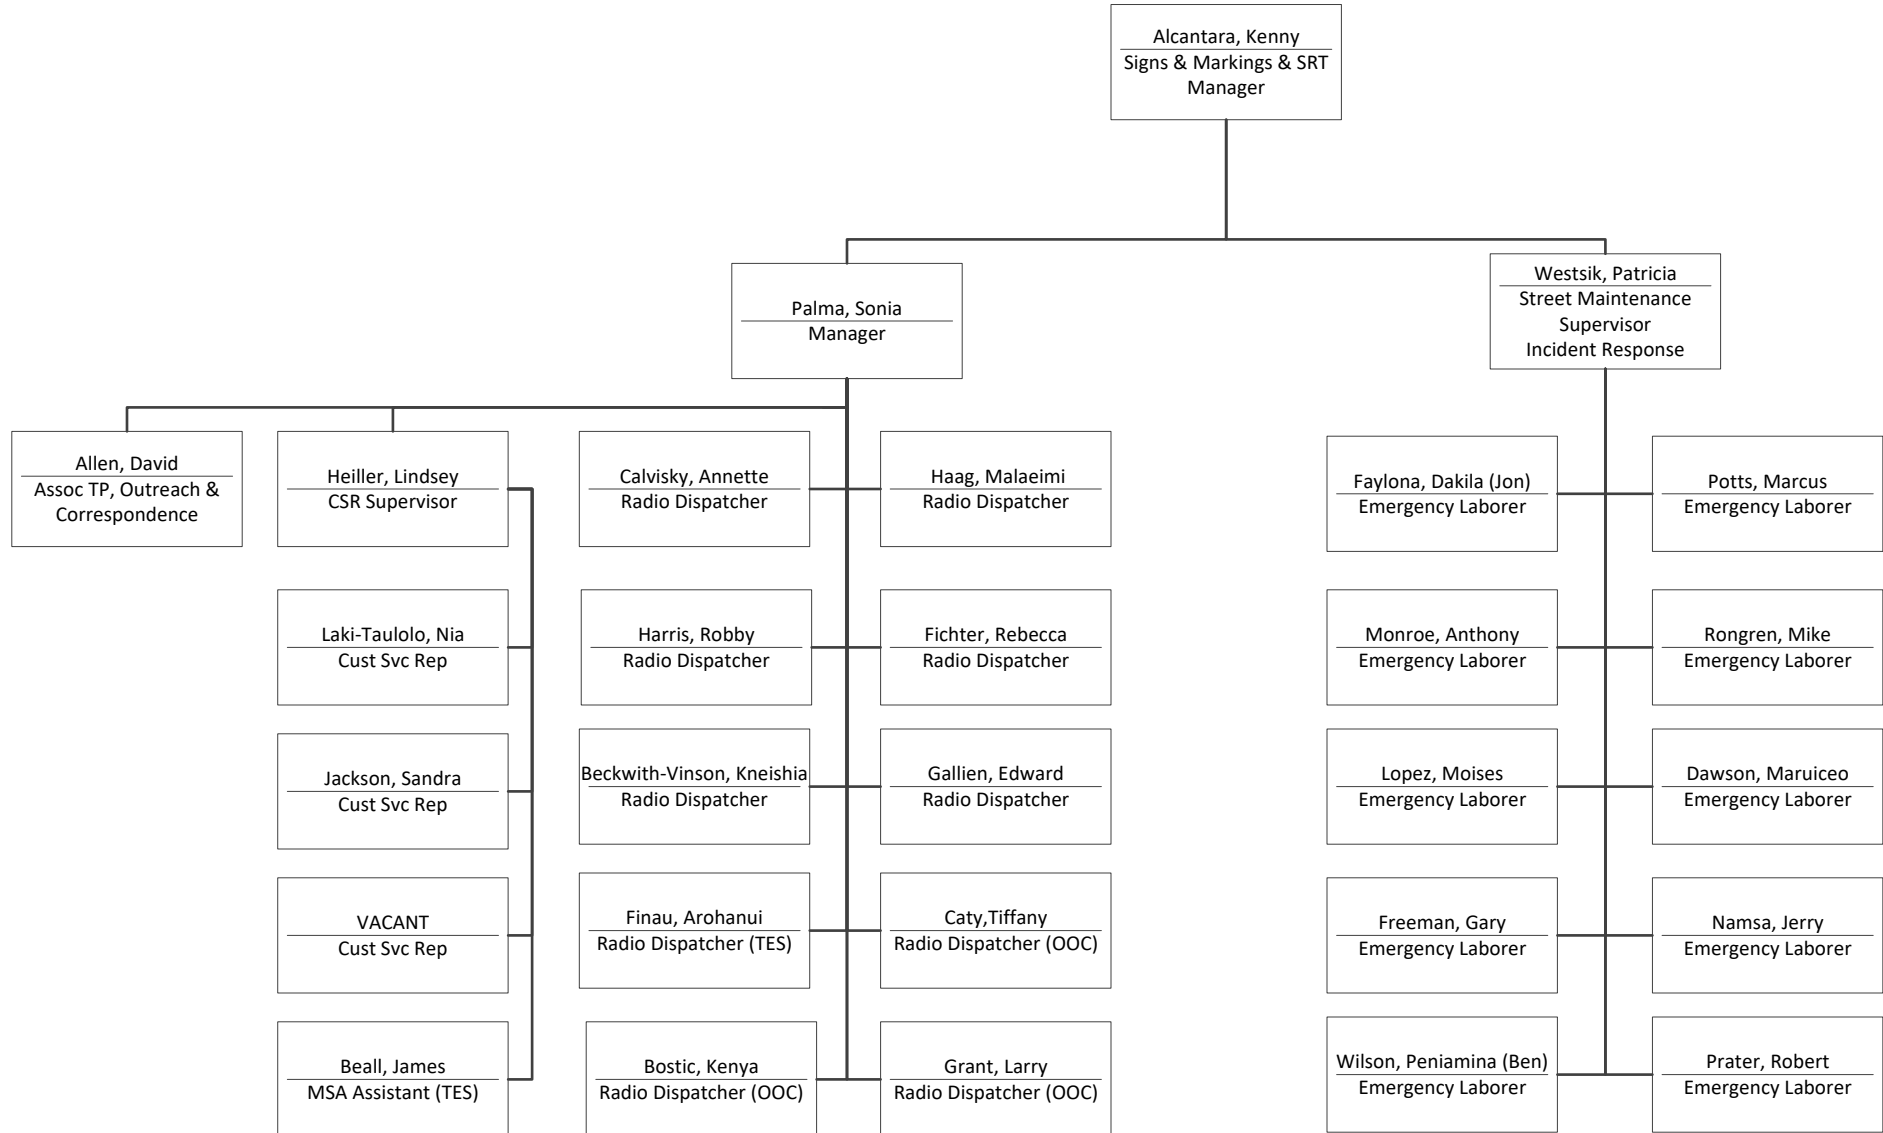 Alcantara, Kenny
Signs & Markings & SRT
Manager
Palma, Sonia
Manager
Westsik, Patricia
Street Maintenance
Supervisor
Incident Response
Allen, David
Assoc TP, Outreach &
Correspondence
Heiller, Lindsey
CSR Supervisor
Calvisky, Annette
Radio Dispatcher
Haag, Malaeimi
Radio Dispatcher
Faylona, Dakila (Jon)
Emergency Laborer
Potts, Marcus
Emergency Laborer
Laki-Taulolo, Nia
Cust Svc Rep
Harris, Robby
Radio Dispatcher
Fichter, Rebecca
Radio Dispatcher
Monroe, Anthony
Emergency Laborer
Rongren, Mike
Emergency Laborer
Jackson, Sandra
Cust Svc Rep
Beckwith-Vinson, Kneishia
Radio Dispatcher
Gallien, Edward
Radio Dispatcher
Lopez, Moises
Emergency Laborer
Dawson, Maruiceo
Emergency Laborer
VACANT
Cust Svc Rep
Finau, Arohanui
Radio Dispatcher (TES)
Caty,Tiffany
Radio Dispatcher (OOC)
Freeman, Gary
Emergency Laborer
Namsa, Jerry
Emergency Laborer
Beall, James
MSA Assistant (TES)
Bostic, Kenya
Radio Dispatcher (OOC)
Grant, Larry
Radio Dispatcher (OOC)
Wilson, Peniamina (Ben)
Emergency Laborer
Prater, Robert
Emergency Laborer